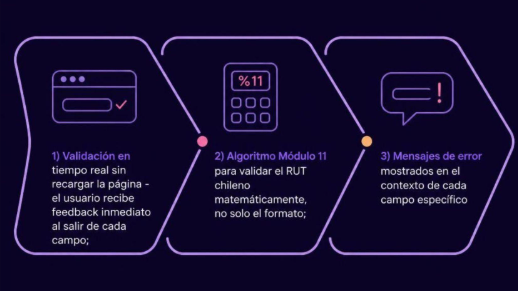 1) Validación en
tiempo real sin
recargar la página -
el usuario recibe
feedback inmediato
al salir de cada
campo;
%11
2) Algoritmo Módulo 11
para validar el RUT
chileno
matemáticamente,
no solo el formato;
!
3) Mensajes de error
mostrados en el
contexto de cada
campo específico